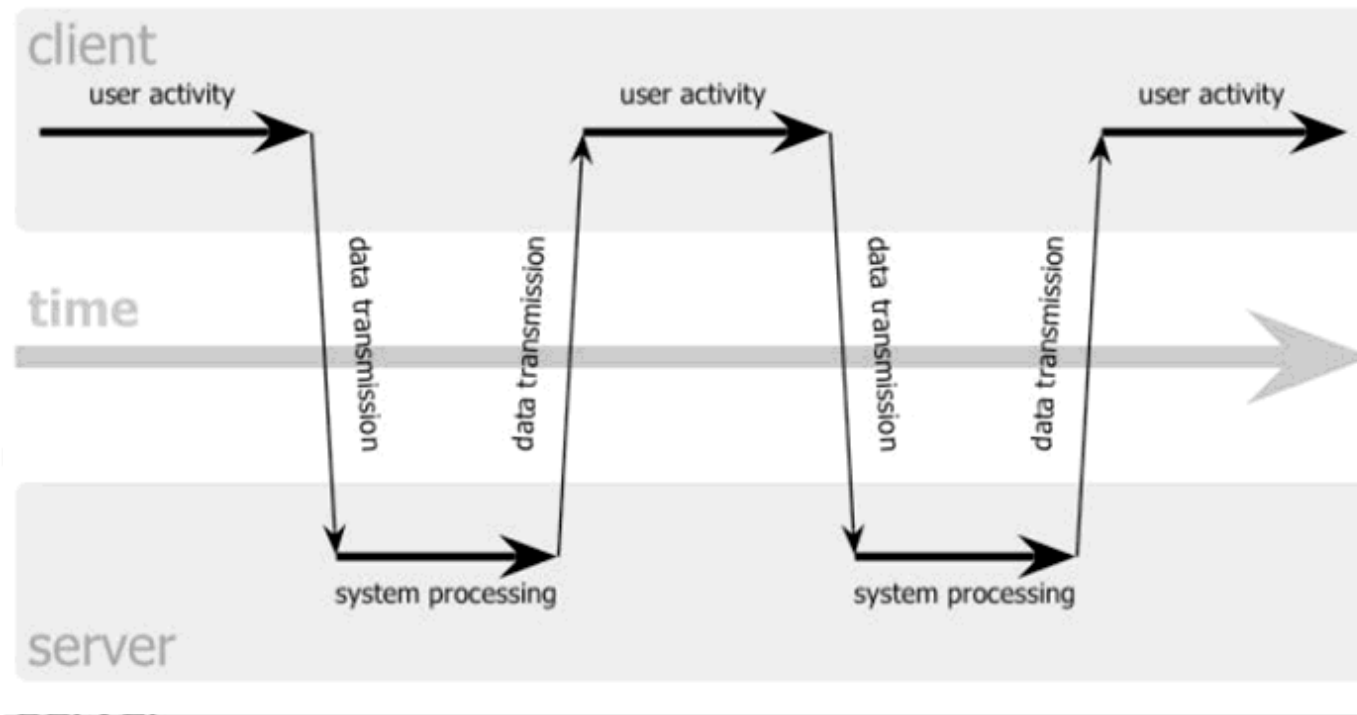 client
user activity
user activity
user activity
data transmission
data transmission
data transmission
data transmission
time
system processing
system processing
server